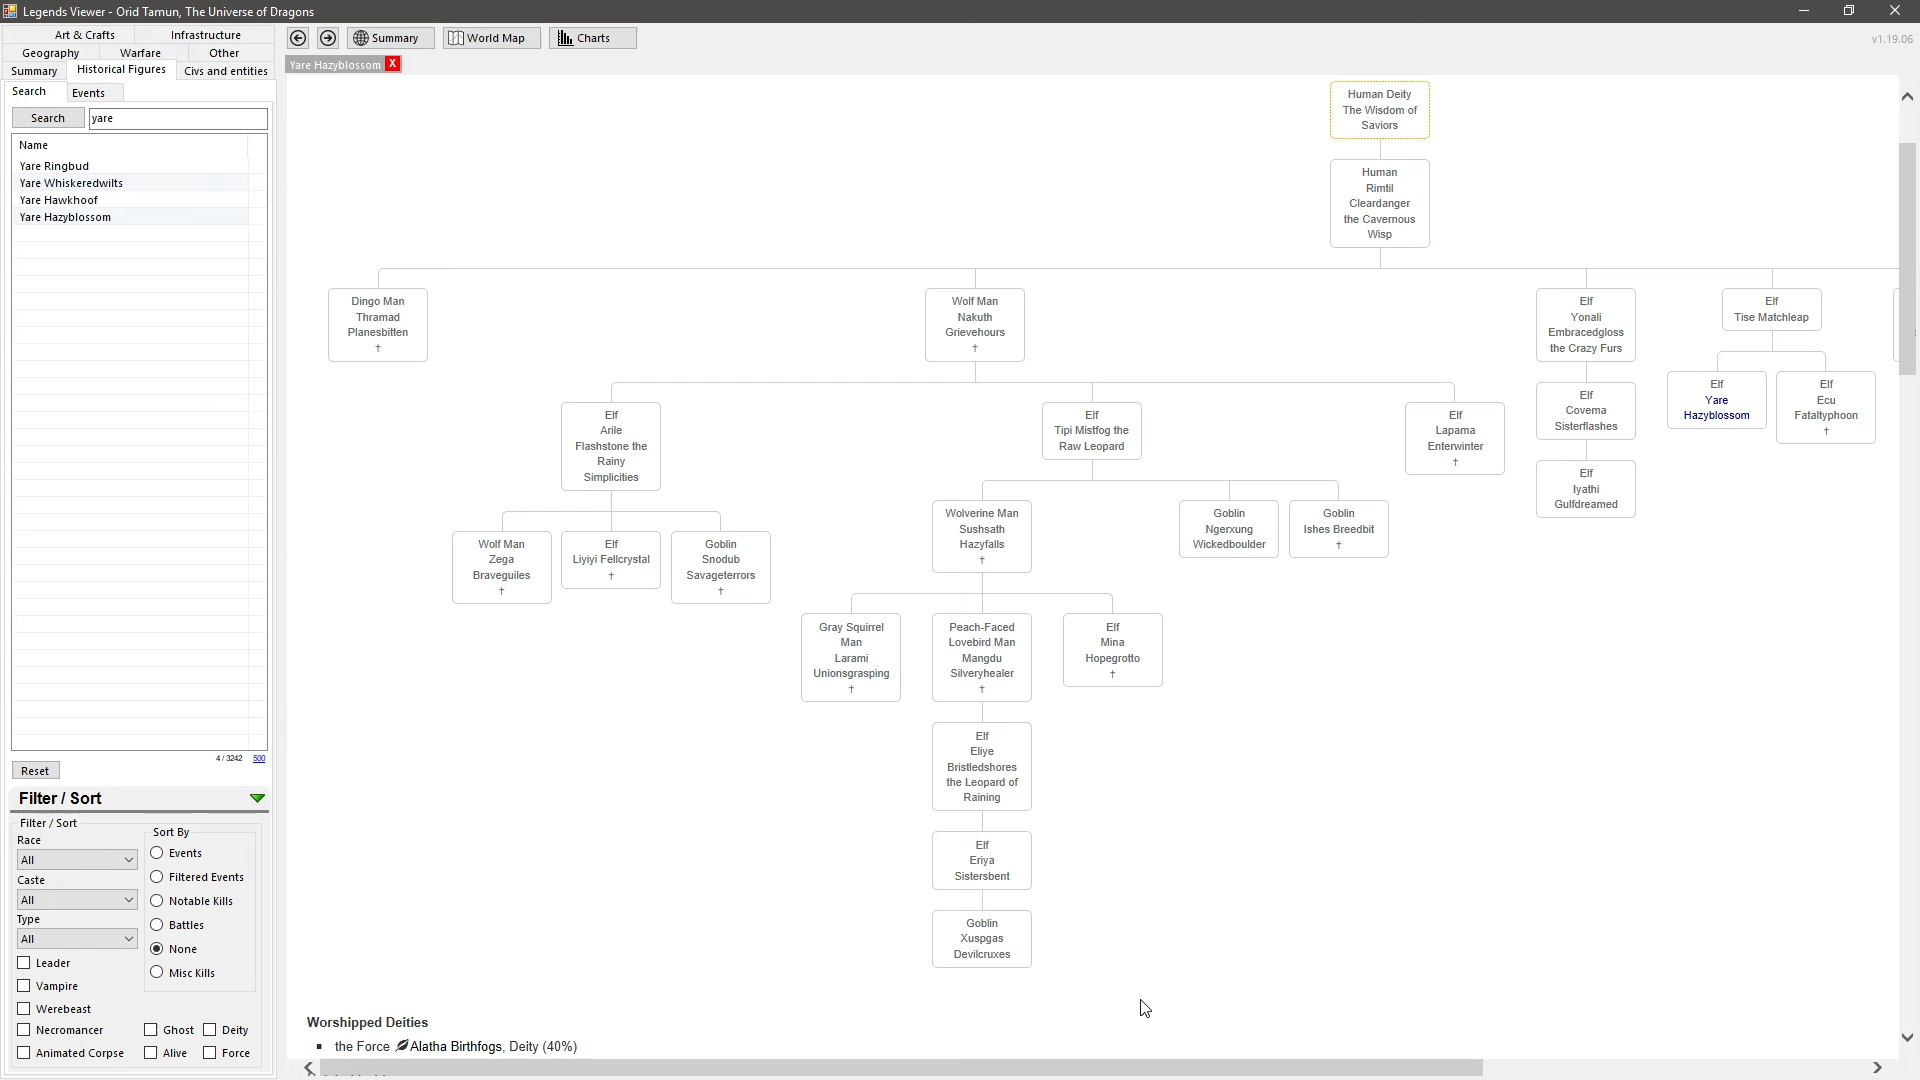 Legends Viewer - Orid Tamun, The Universe of Dragons
Art & Crafts
Infrastructure
Geography
Warfare
Other
Summary
Historical Figures
Civs and entities
Search
Events
Search
yare
Name
Yare Ringbud
Yare Whiskeredwilts
Yare Hawkhoof
Yare Hazyblossom
4 / 3242
500
Reset
Filter / Sort
Filter / Sort
Race
All
Caste
All
Type
All
Leader
Vampire
Werebeast
Necromancer
Animated Corpse
Sort By
Events
Filtered Events
Notable Kills
Battles
None
Misc Kills
Ghost
Deity
Alive
Force
Summary
World Map
Charts
v1.19.06
Yare Hazyblossom
X
Human Deity
The Wisdom of
Saviors
Human
Rimtil
Cleardanger
the Cavernous
Wisp
Dingo Man
Thramad
Planesbitten
†
Wolf Man
Nakuth
Grievehours
†
Elf
Yonali
Embracedgloss
the Crazy Furs
Elf
Tise Matchleap
Elf
Arile
Flashstone the
Rainy
Simplicities
Elf
Tipi Mistfog the
Raw Leopard
Elf
Lapama
Enterwinter
†
Elf
Covema
Sisterflashes
Elf
Yare
Hazyblossom
Elf
Ecu
Fataltyphoon
†
Elf
Iyathi
Gulfdreamed
Wolf Man
Zega
Braveguiles
†
Elf
Liyiyi Fellcrystal
†
Goblin
Snodub
Savageterrors
†
Wolverine Man
Sushsath
Hazyfalls
†
Goblin
Ngerxung
Wickedboulder
Goblin
Ishes Breedbit
†
Gray Squirrel
Man
Larami
Unionsgrasping
†
Peach-Faced
Lovebird Man
Mangdu
Silveryhealer
†
Elf
Mina
Hopegrotto
†
Elf
Eliye
Bristledshores
the Leopard of
Raining
Elf
Eriya
Sistersbent
Goblin
Xuspgas
Devilcruxes
Worshipped Deities
▪ the Force Alatha Birthfogs, Deity (40%)